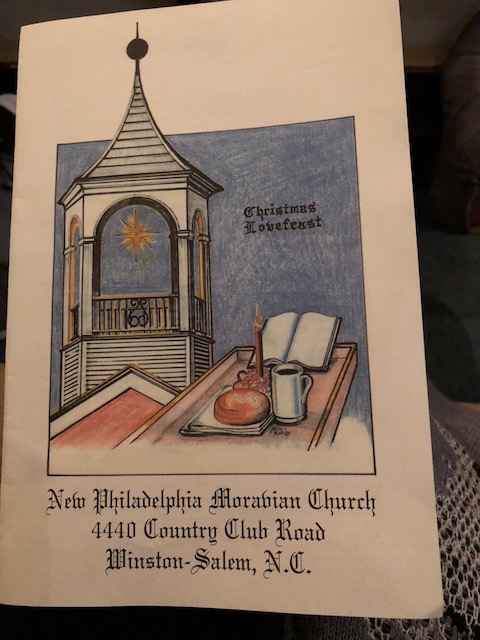 Christmas
Lovefeast
New Philadelphia Moravian Church
4440 Country Club Road
Winston-Salem, N.C.